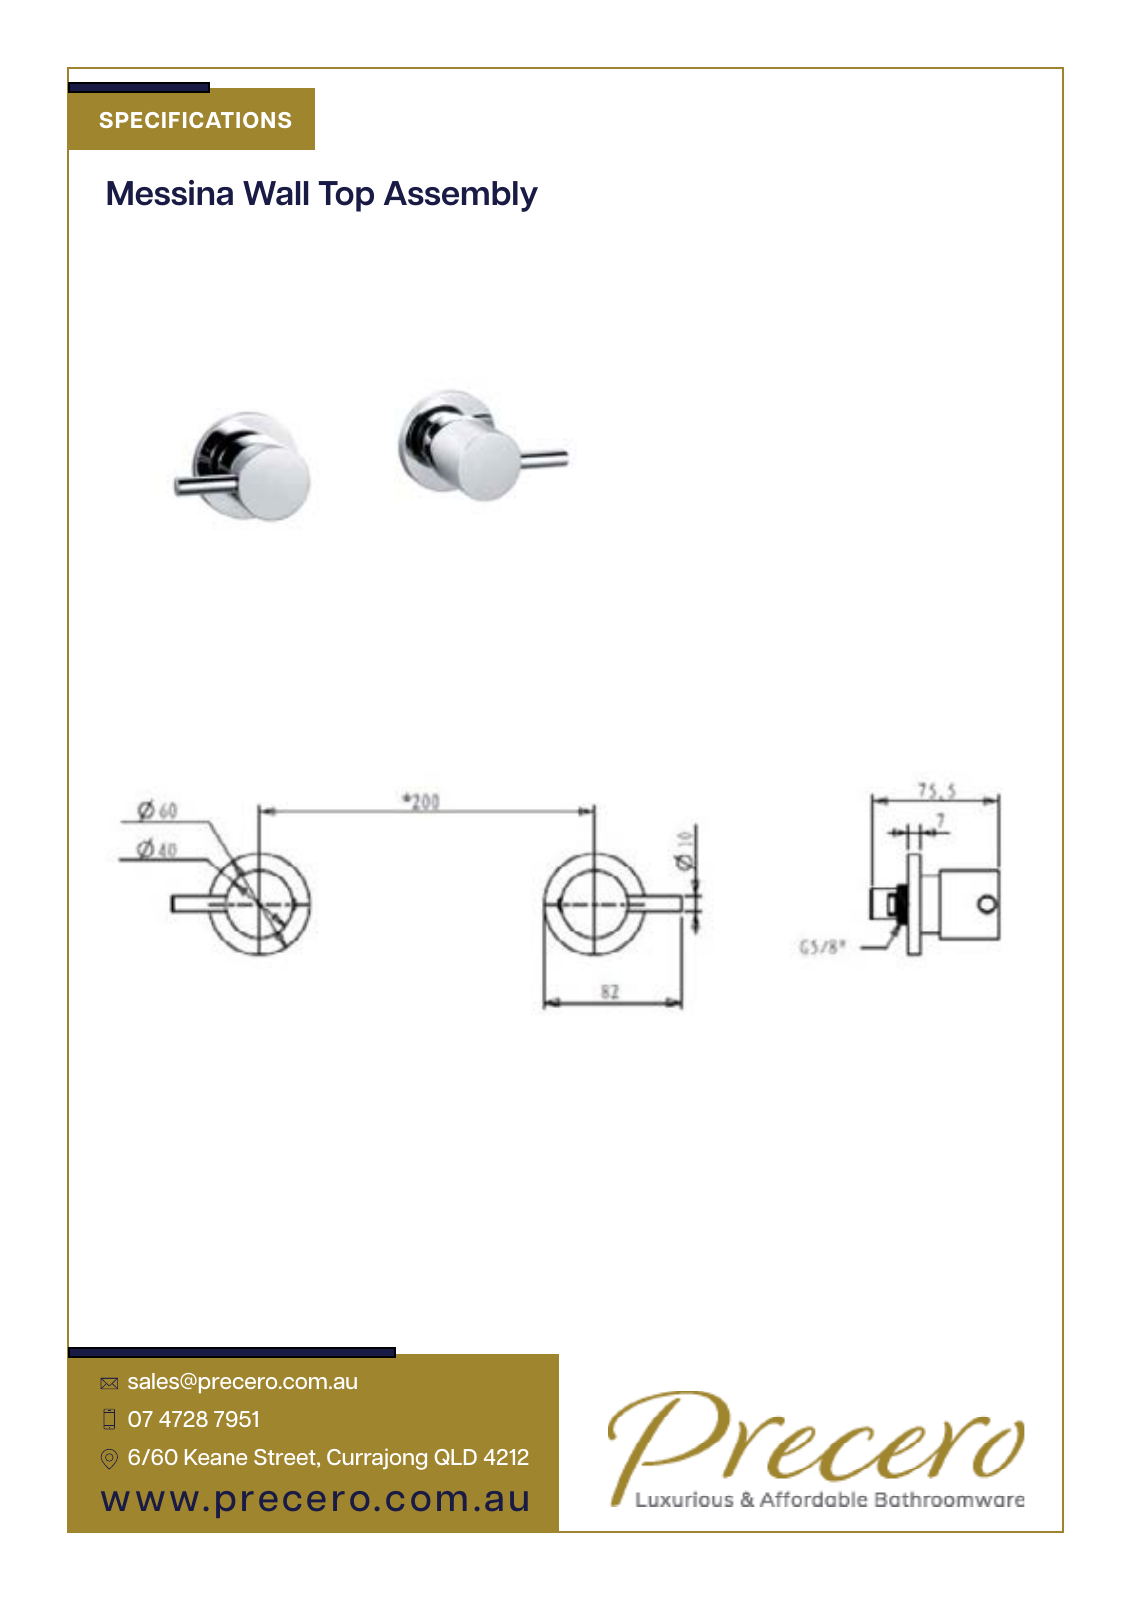 SPECIFICATIONS
Messina Wall Top Assembly
Ø 60
*200
Ø 40
Ø 10
82
75,5
7
G5/8"
sales@precero.com.au
07 4728 7951
6/60 Keane Street, Currajong QLD 4212
www.precero.com.au
Precero
Luxurious & Affordable Bathroomware